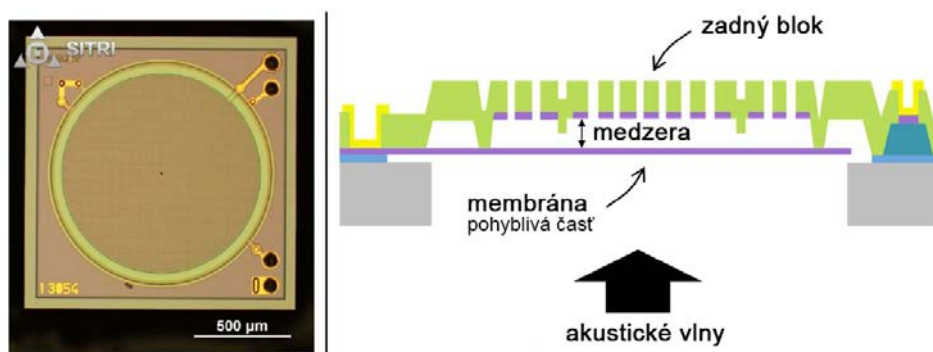 SITRI
13054
500 µm
zadný blok
medzera
membrána
pohyblivá časť
akustické vlny